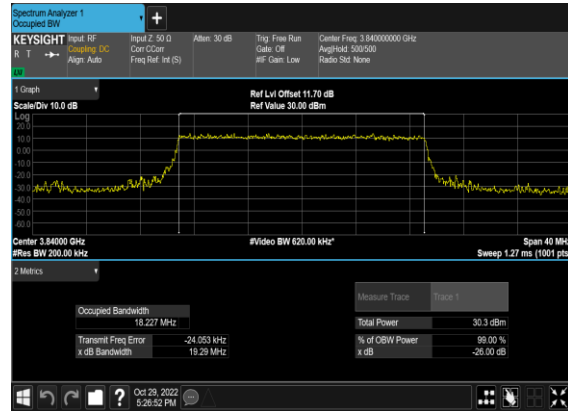 Spectrum Analyzer 1
Occupied BW
KEYSIGHT Input: RF Input Z: 50 Ω Atten: 30 dB Trig: Free Run Center Freq: 3.840000000 GHz
R T Coupling: DC Corr CCorr Gate: Off Avg|Hold: 500/500
Align: Auto Freq Ref: Int (S) #IF Gain: Low Radio Std: None
LXI
1 Graph Ref Lvl Offset 11.70 dB
Scale/Div 10.0 dB Ref Value 30.00 dBm
Log
20.0
10.0
0.00
-10.0
-20.0
-30.0
-40.0
-50.0
-60.0
Center 3.84000 GHz #Video BW 620.00 kHz* Span 40 MHz
#Res BW 200.00 kHz Sweep 1.27 ms (1001 pts
2 Metrics
Measure Trace Trace 1
Occupied Bandwidth
18.227 MHz Total Power 30.3 dBm
Transmit Freq Error -24.053 kHz % of OBW Power 99.00 %
x dB Bandwidth 19.29 MHz x dB -26.00 dB
? Oct 29, 2022
5:26:52 PM